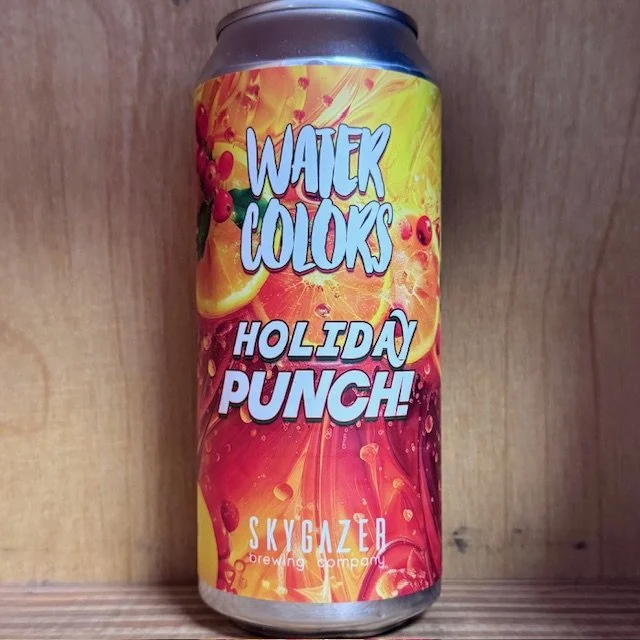 WATER
COLORS
HOLIDAY
PUNCH!
SKYGAZER
brewing company